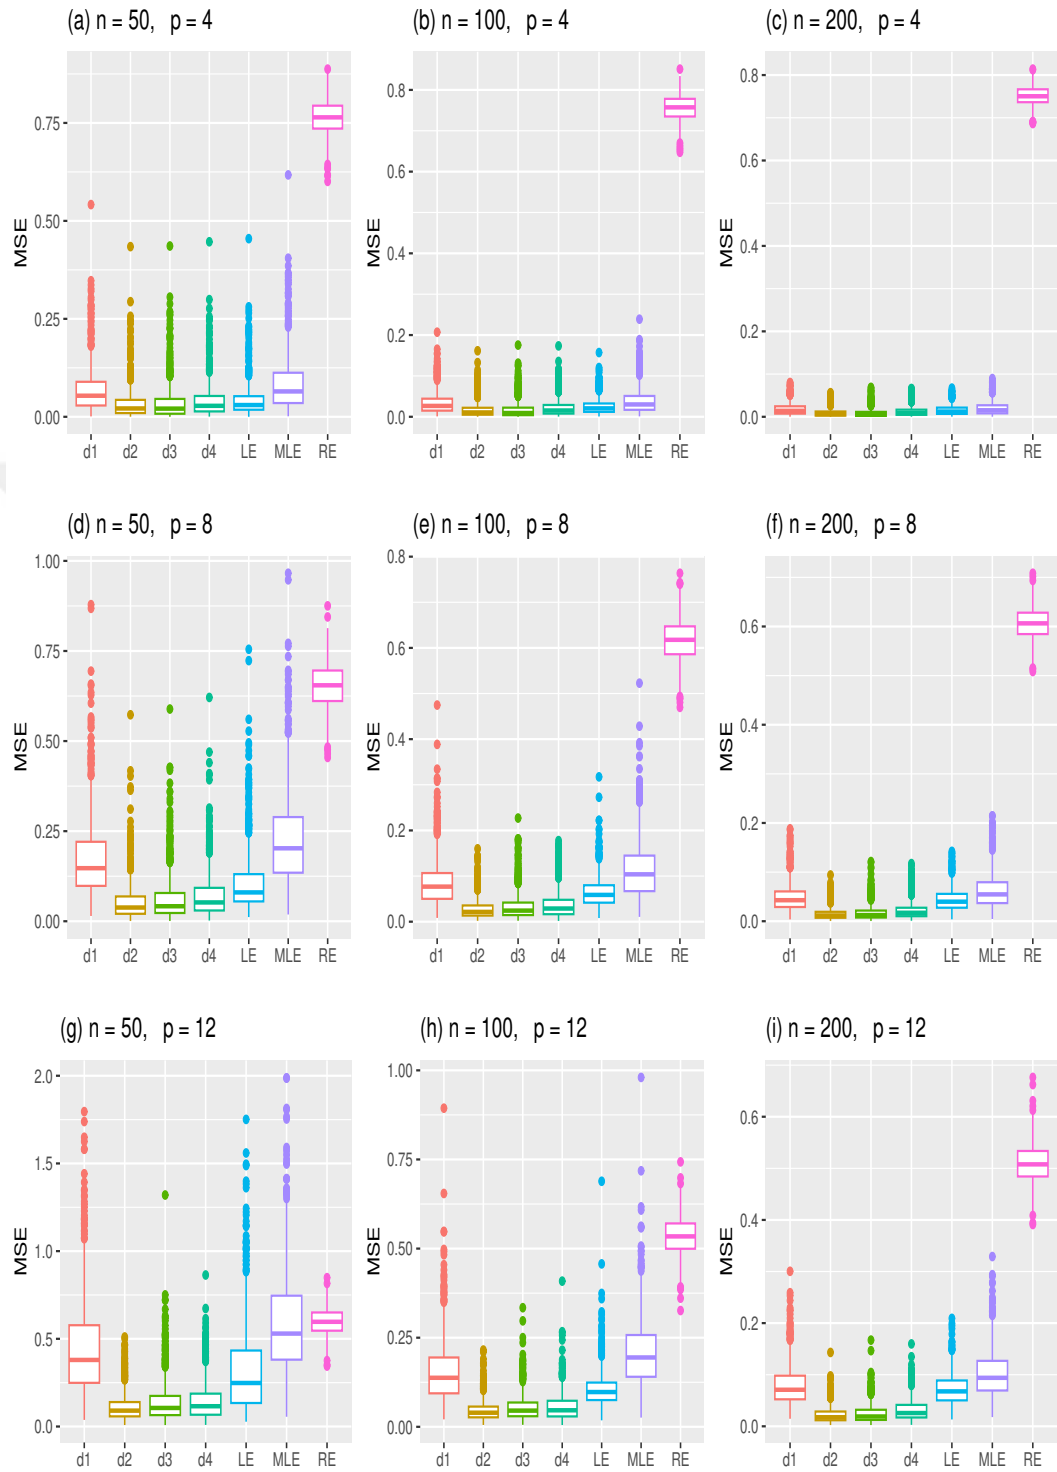 (a) n = 50, p = 4
(b) n = 100, p = 4
(c) n = 200, p = 4
MSE
0.75
0.50
0.25
0.00
d1 d2 d3 d4 LE MLE RE
MSE
0.8
0.6
0.4
0.2
0.0
d1 d2 d3 d4 LE MLE RE
MSE
0.8
0.6
0.4
0.2
0.0
d1 d2 d3 d4 LE MLE RE
(d) n = 50, p = 8
(e) n = 100, p = 8
(f) n = 200, p = 8
MSE
1.00
0.75
0.50
0.25
0.00
d1 d2 d3 d4 LE MLE RE
MSE
0.8
0.6
0.4
0.2
0.0
d1 d2 d3 d4 LE MLE RE
MSE
0.6
0.4
0.2
0.0
d1 d2 d3 d4 LE MLE RE
(g) n = 50, p = 12
(h) n = 100, p = 12
(i) n = 200, p = 12
MSE
2.0
1.5
1.0
0.5
0.0
d1 d2 d3 d4 LE MLE RE
MSE
1.00
0.75
0.50
0.25
0.00
d1 d2 d3 d4 LE MLE RE
MSE
0.6
0.4
0.2
0.0
d1 d2 d3 d4 LE MLE RE